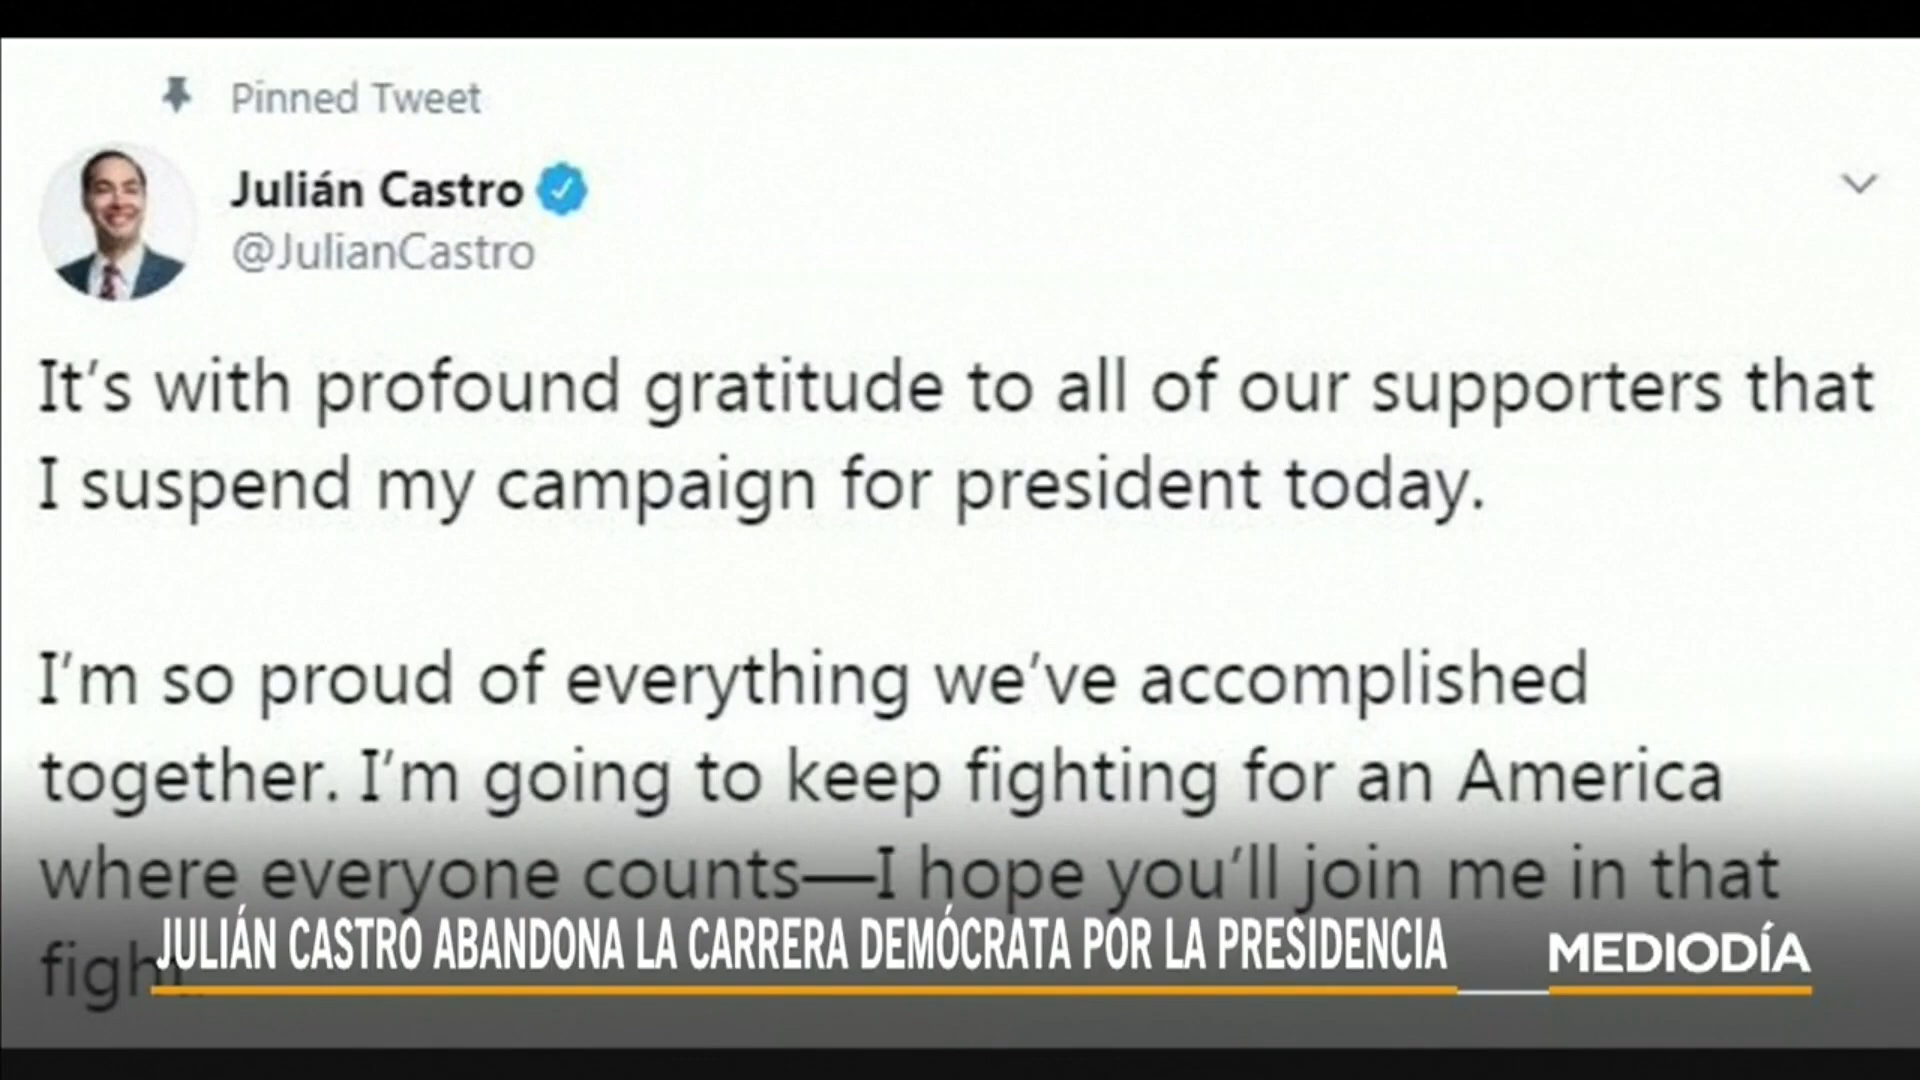 Pinned Tweet
Julián Castro
@JulianCastro
It's with profound gratitude to all of our supporters that
I suspend my campaign for president today.
I'm so proud of everything we've accomplished
together. I'm going to keep fighting for an America
where everyone counts—I hope you'll join me in that
fight.
JULIÁN CASTRO ABANDONA LA CARRERA DEMÓCRATA POR LA PRESIDENCIA
MEDIODÍA